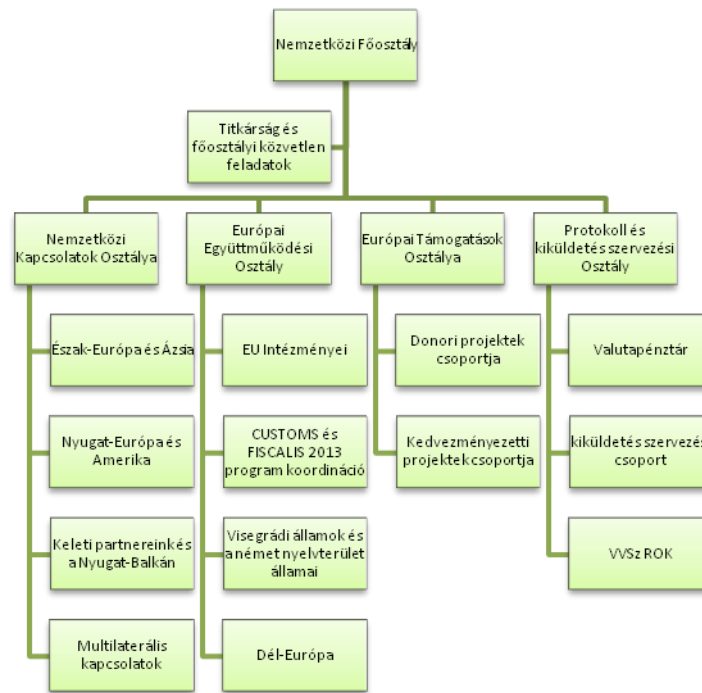 Nemzetközi Főosztály
Titkárság és
főosztályi közvetlen
feladatok
Nemzetközi
Kapcsolatok Osztálya
Észak-Európa és Ázsia
Nyugat-Európa és
Amerika
Keleti partnereink és
a Nyugat-Balkán
Multilaterális
kapcsolatok
Európai
Együttműködési
Osztály
EU Intézményei
CUSTOMS és
FISCALIS 2013
program koordináció
Visegrádi államok és
a német nyelvterület
államai
Dél-Európa
Európai Támogatások
Osztálya
Donori projektek
csoportja
Kedvezményezetti
projektek csoportja
Protokoll és
kiküldetés szervezési
Osztály
Valutapénztár
kiküldetés szervezés
csoport
VVSz ROK